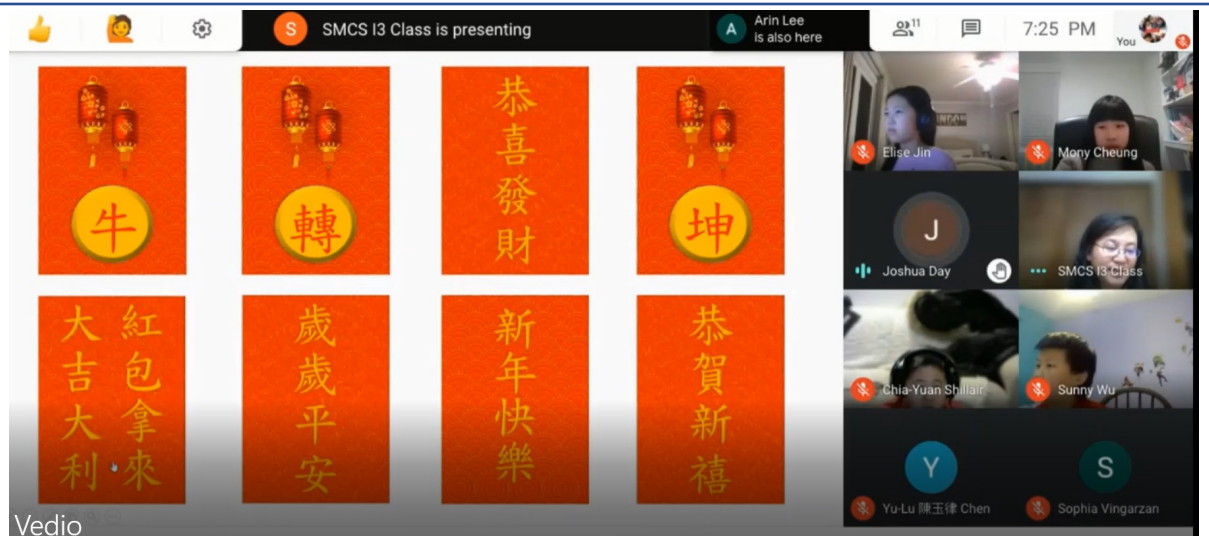 S SMCS I3 Class is presenting
A Arin Lee
is also here
11
7:25 PM
You
牛
轉
恭喜發財
坤
紅包拿來
大吉大利
歲歲平安
新年快樂
恭賀新禧
Elise Jin
Mony Cheung
J
Joshua Day
SMCS I3 Class
Chia-Yuan Shillair
Sunny Wu
Y
Yu-Lu 陳玉律 Chen
S
Sophia Vingarzan
Vedio